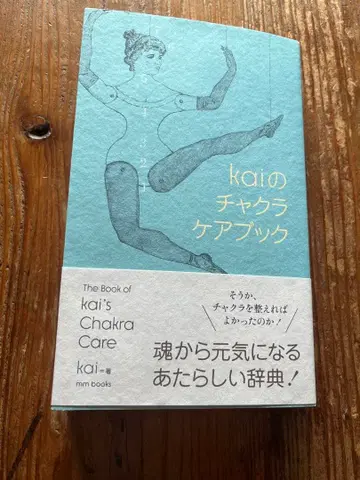 kaiの
チャクラ
ケアブック
The Book of
kai's
Chakra
Care
kai=著
mm books
そうか、
チャクラを整えれば
よかったのか!
魂から元気になる
あたらしい辞典!